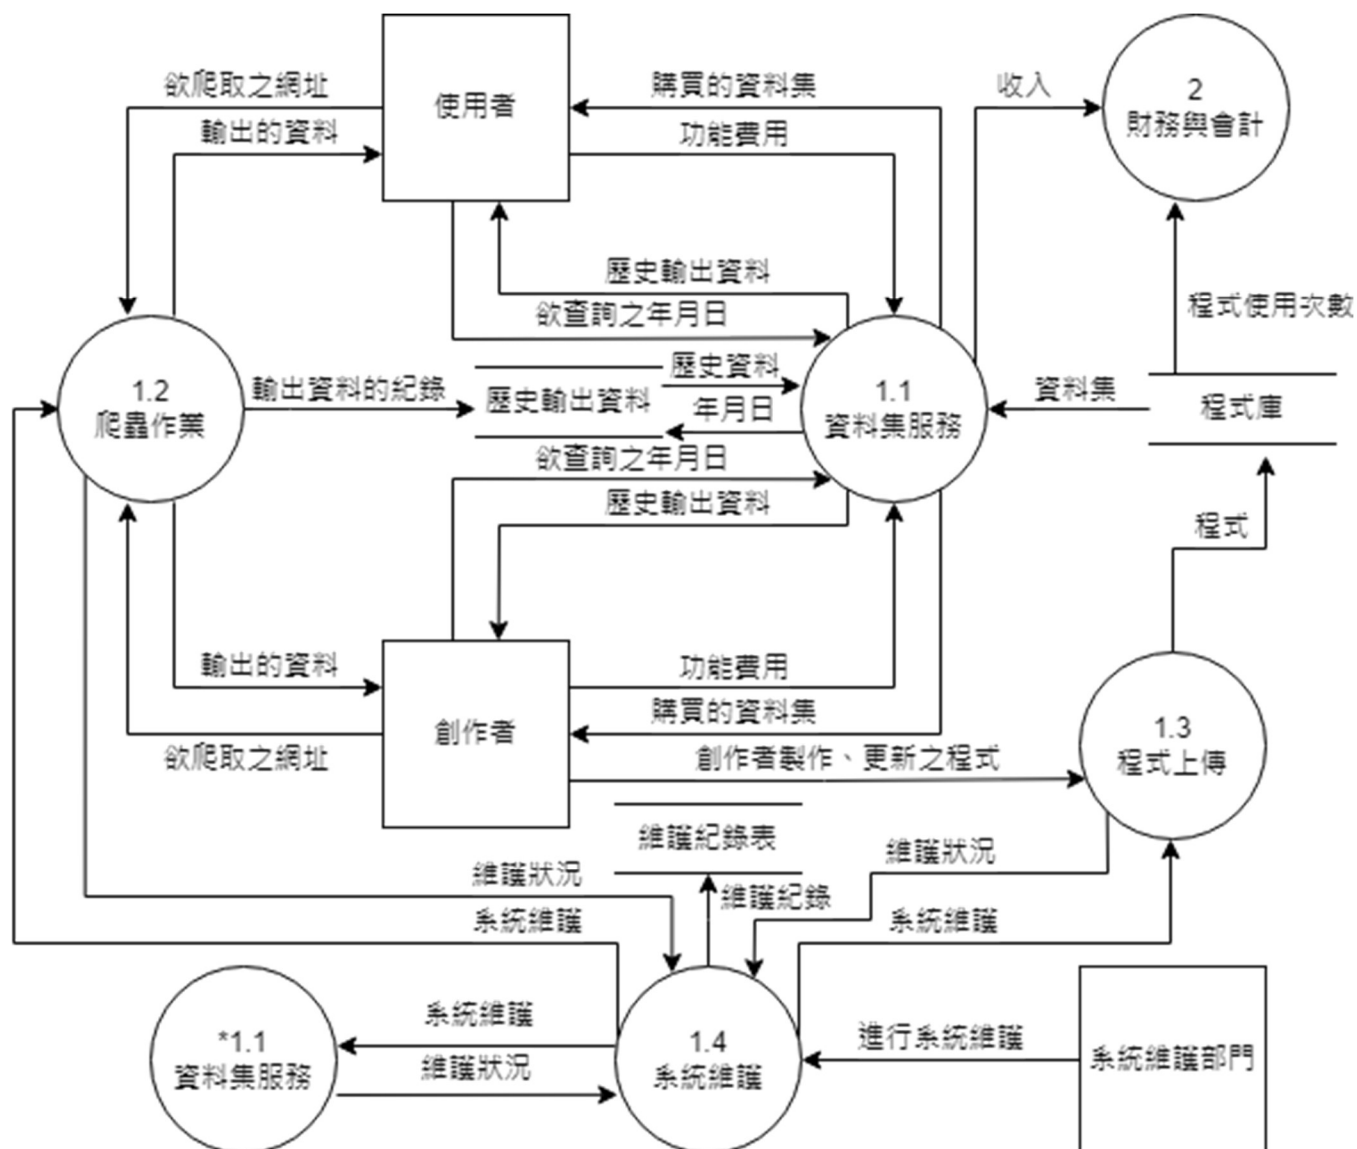 欲爬取之網址
輸出的資料
使用者
購買的資料集
功能費用
收入
2
財務與會計
歷史輸出資料
欲查詢之年月日
程式使用次數
1.2
爬蟲作業
輸出資料的紀錄
歷史輸出資料
歷史資料
年月日
1.1
資料集服務
資料集
程式庫
欲查詢之年月日
歷史輸出資料
程式
輸出的資料
欲爬取之網址
創作者
功能費用
購買的資料集
創作者製作、更新之程式
1.3
程式上傳
維護紀錄表
維護狀況
系統維護
維護紀錄
維護狀況
系統維護
*1.1
資料集服務
系統維護
維護狀況
1.4
系統維護
進行系統維護
系統維護部門